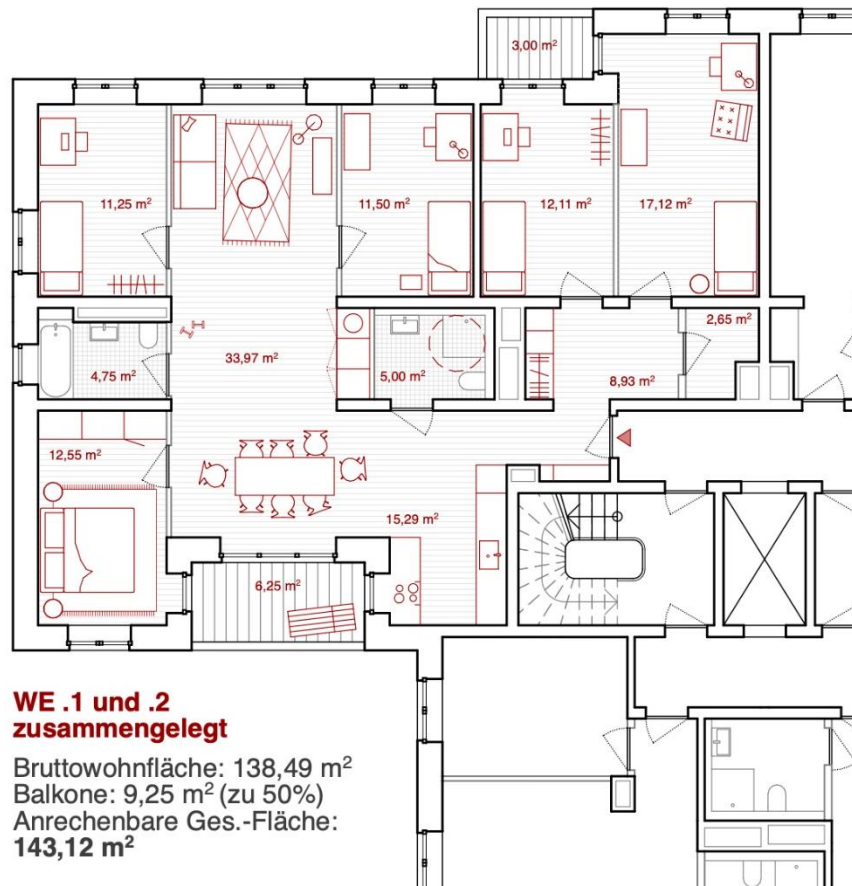 3,00 m²
11,25 m²
11,50 m²
12,11 m²
17,12 m²
2,65 m²
4,75 m²
33,97 m²
5,00 m²
8,93 m²
12,55 m²
15,29 m²
6,25 m²
WE .1 und .2
zusammengelegt
Bruttowohnfläche: 138,49 m²
Balkone: 9,25 m² (zu 50%)
Anrechenbare Ges.-Fläche:
143,12 m²